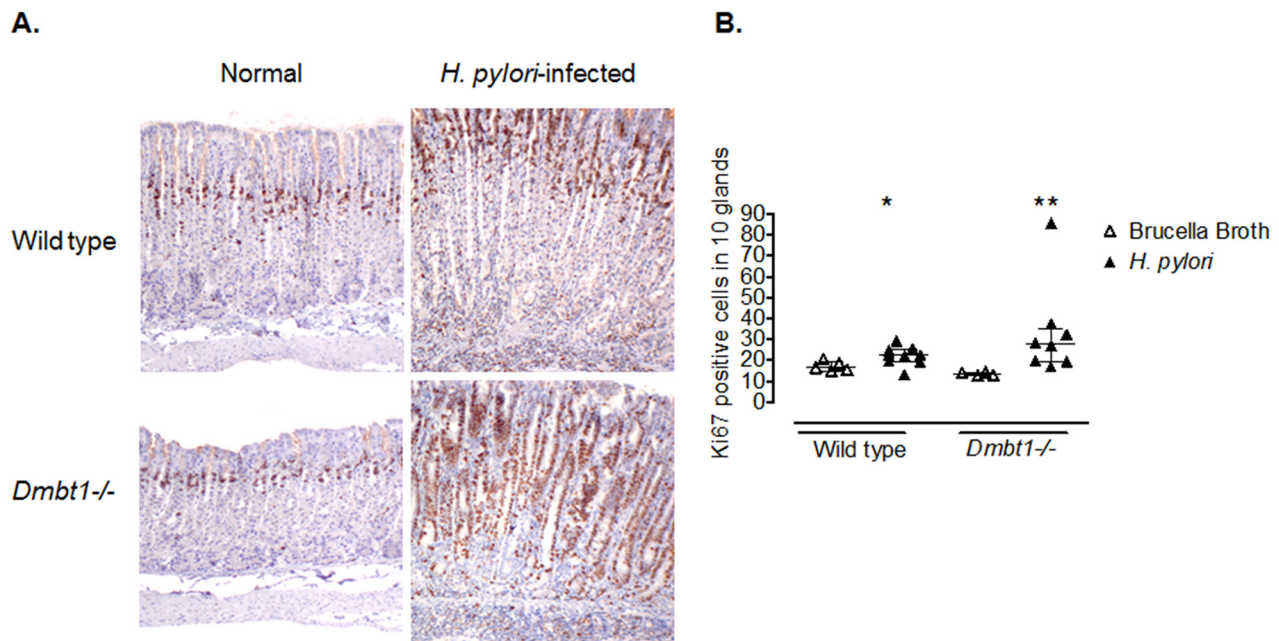 A.
Normal
H. pylori-infected
Wild type
Dmbt1-/-
B.
Ki67 positive cells in 10 glands
90
80
70
60
50
40
30
20
10
0
*
**
Brucella Broth
H. pylori
Wild type
Dmbt1-/-